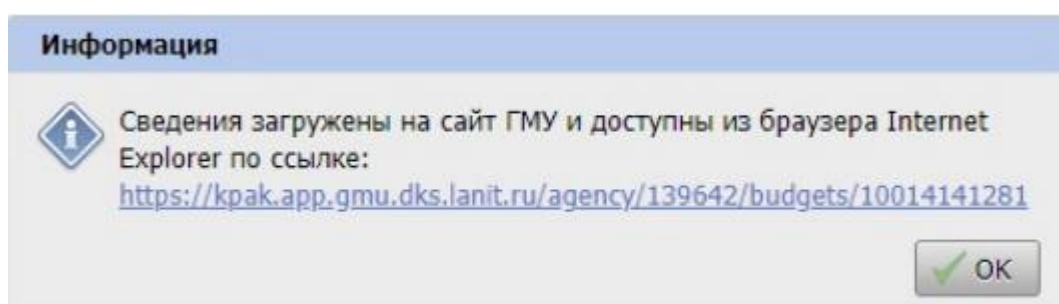 Информация
Сведения загружены на сайт ГМУ и доступны из браузера Internet
Explorer по ссылке:
https://kpak.app.gmu.dks.lanit.ru/agency/139642/budgets/10014141281
ОК